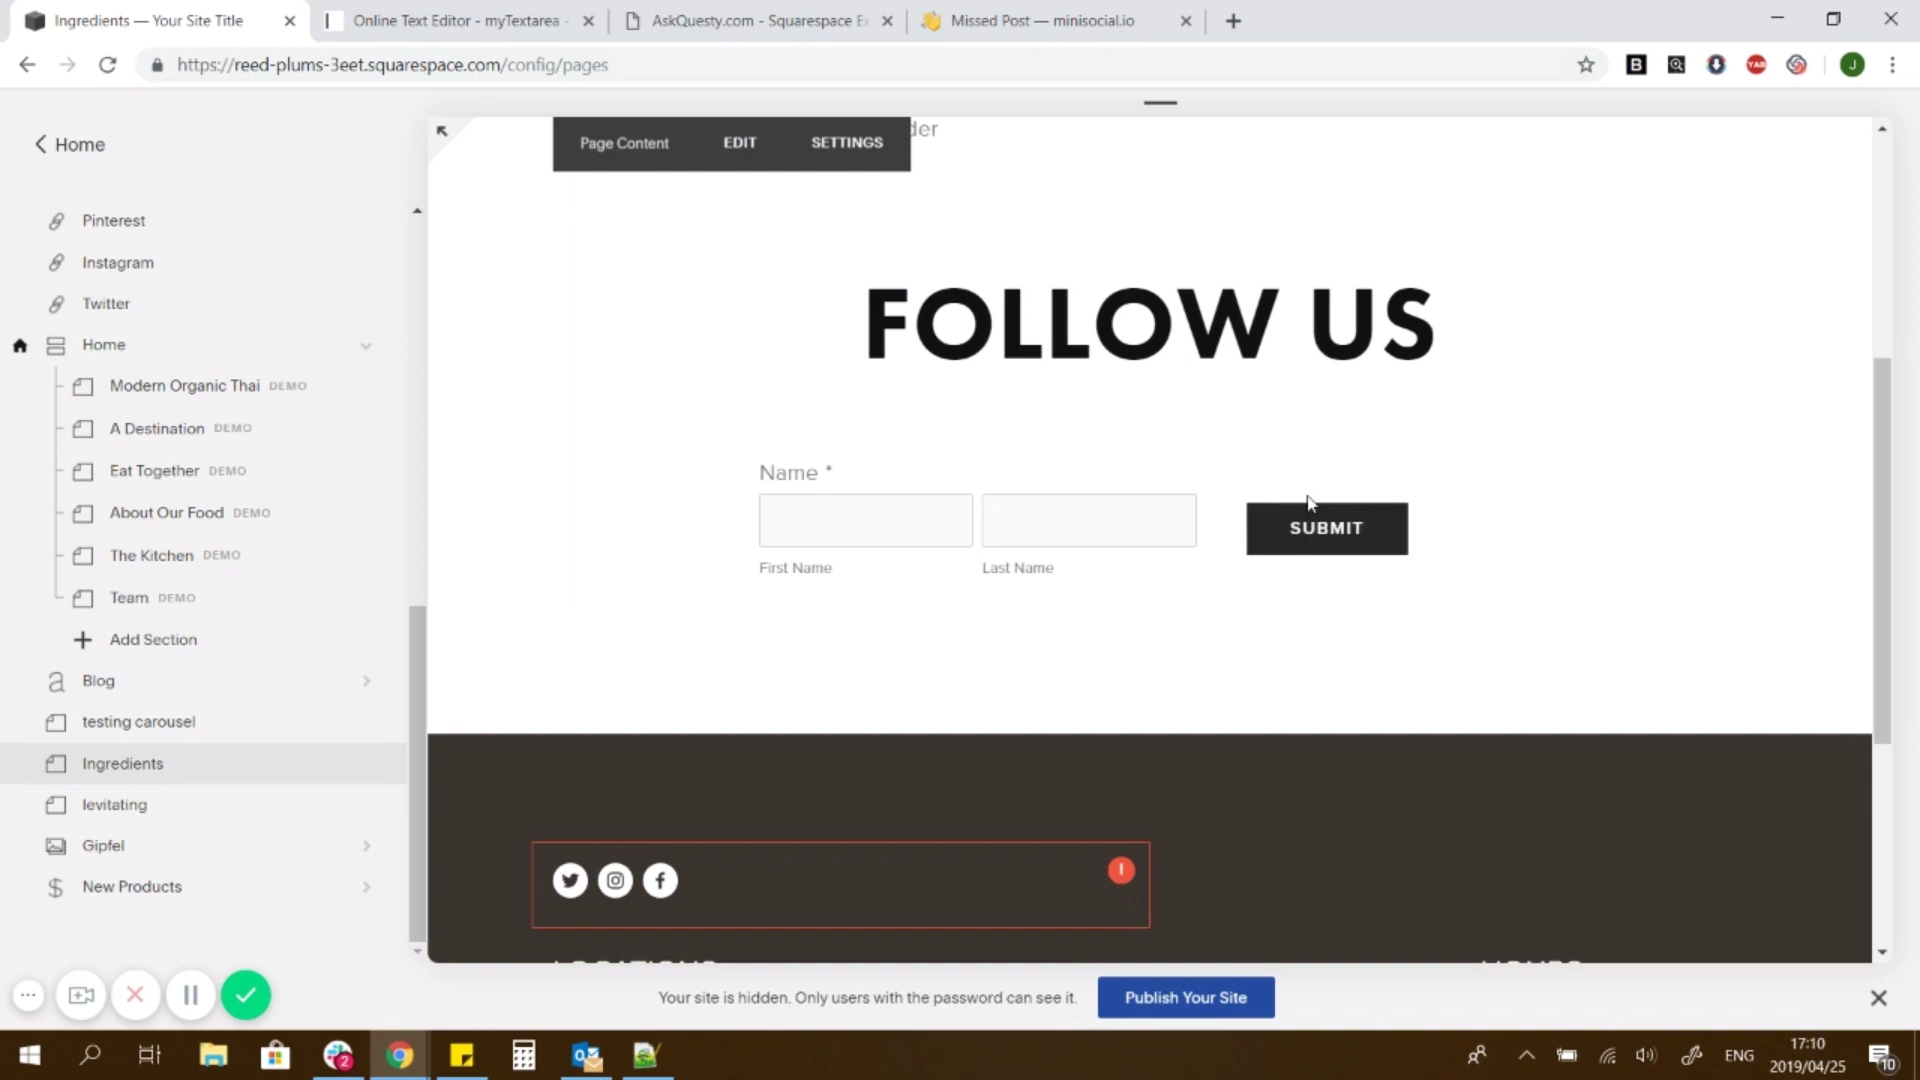 Ingredients — Your Site Title
Online Text Editor - myTextarea -
AskQuesty.com - Squarespace Ex
Missed Post — minisocial.io
https://reed-plums-3eet.squarespace.com/config/pages
B
YAB
J
Home
Page Content
EDIT
SETTINGS
der
Pinterest
Instagram
Twitter
Home
Modern Organic Thai DEMO
A Destination DEMO
Eat Together DEMO
About Our Food DEMO
The Kitchen DEMO
Team DEMO
Add Section
Blog
testing carousel
Ingredients
levitating
Gipfel
New Products
FOLLOW US
Name *
SUBMIT
First Name
Last Name
!
Your site is hidden. Only users with the password can see it.
Publish Your Site
2
ENG
17:10
2019/04/25
10